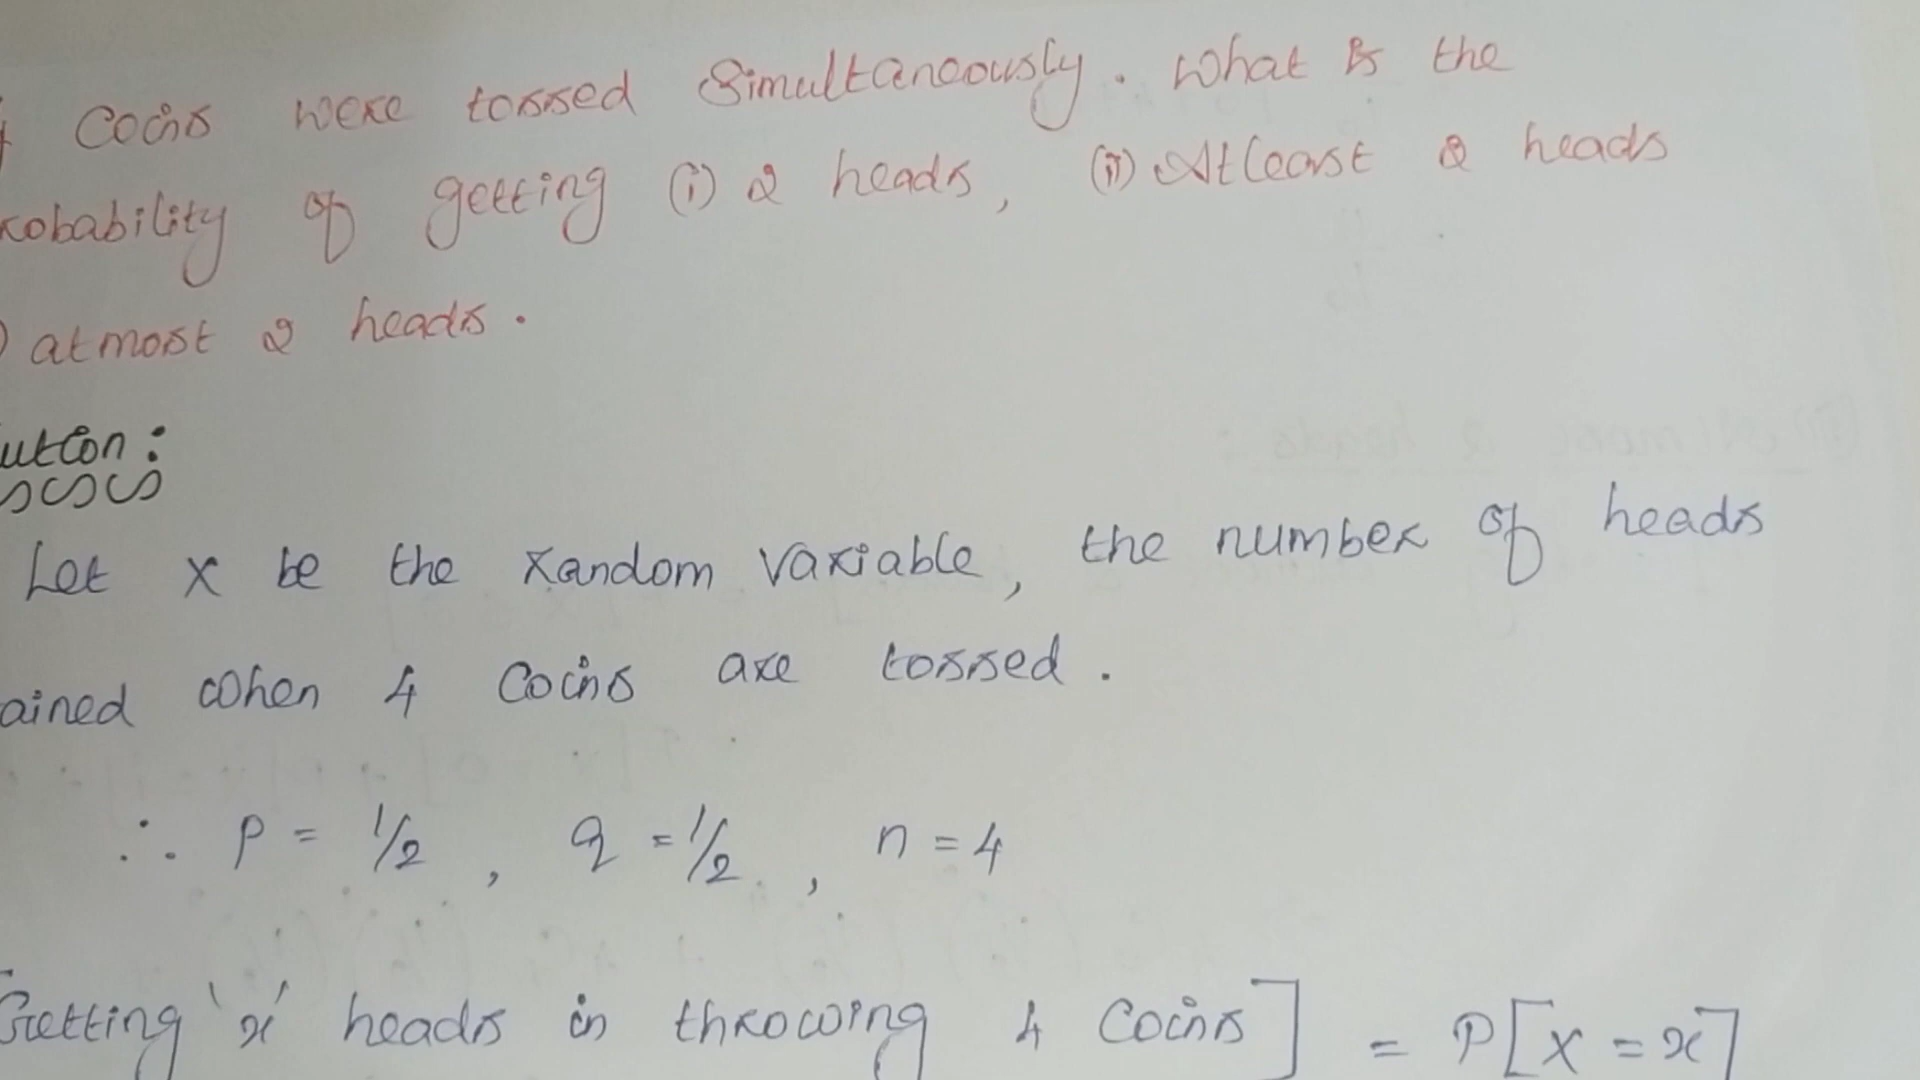 Coins were tossed Simultaneously. What is the
robability of getting (i) 2 heads, (ii) Atleast 2 heads
) atmost 2 heads.
ution:
Let X be the random variable, the number of heads
ained when 4 Coins are tossed.
∴ p = 1/2, q = 1/2, n = 4
Getting 'x' heads in throwing 4 Coins] = P[X = x]